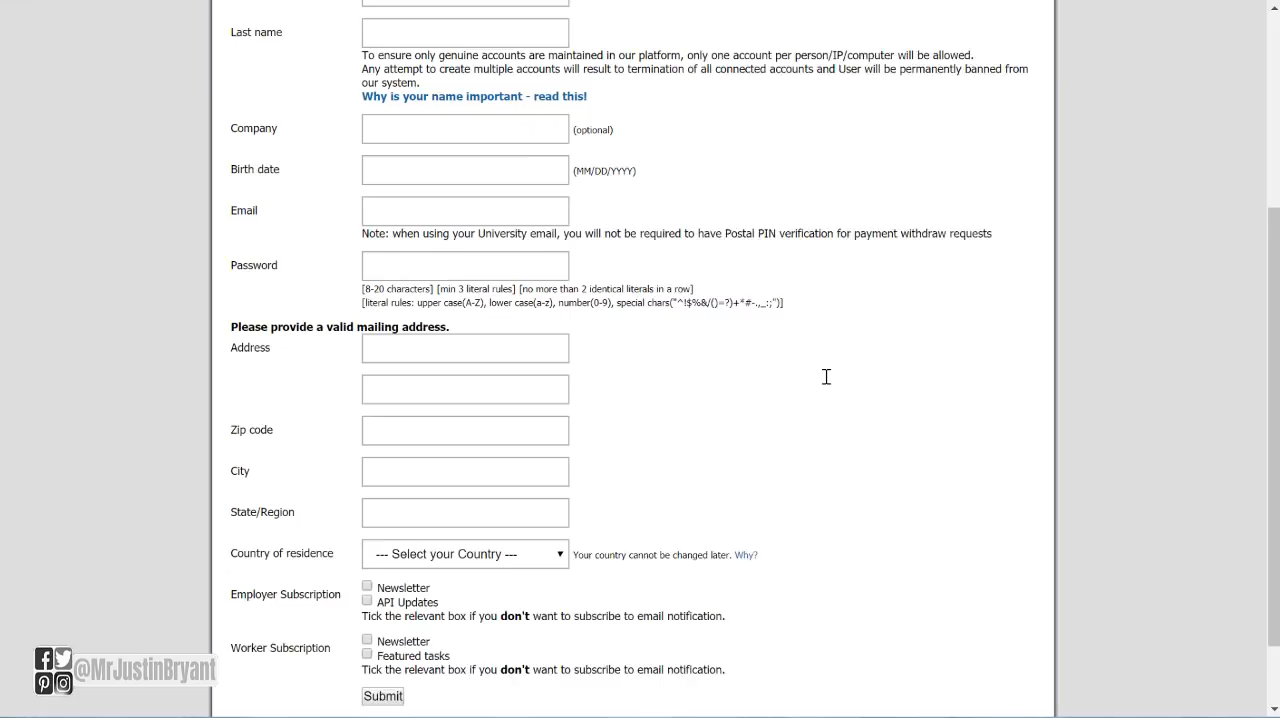 Last name
To ensure only genuine accounts are maintained in our platform, only one account per person/IP/computer will be allowed.
Any attempt to create multiple accounts will result to termination of all connected accounts and User will be permanently banned from
our system.
Why is your name important - read this!
Company (optional)
Birth date (MM/DD/YYYY)
Email
Note: when using your University email, you will not be required to have Postal PIN verification for payment withdraw requests
Password
[8-20 characters] [min 3 literal rules] [no more than 2 identical literals in a row]
[literal rules: upper case(A-Z), lower case(a-z), number(0-9), special chars("^!$%&/()=?)+*#-.,_:;")]
Please provide a valid mailing address.
Address
Zip code
City
State/Region
Country of residence --- Select your Country --- Your country cannot be changed later. Why?
Employer Subscription Newsletter
API Updates
Tick the relevant box if you don't want to subscribe to email notification.
Worker Subscription Newsletter
Featured tasks
Tick the relevant box if you don't want to subscribe to email notification.
@MrJustinBryant
Submit